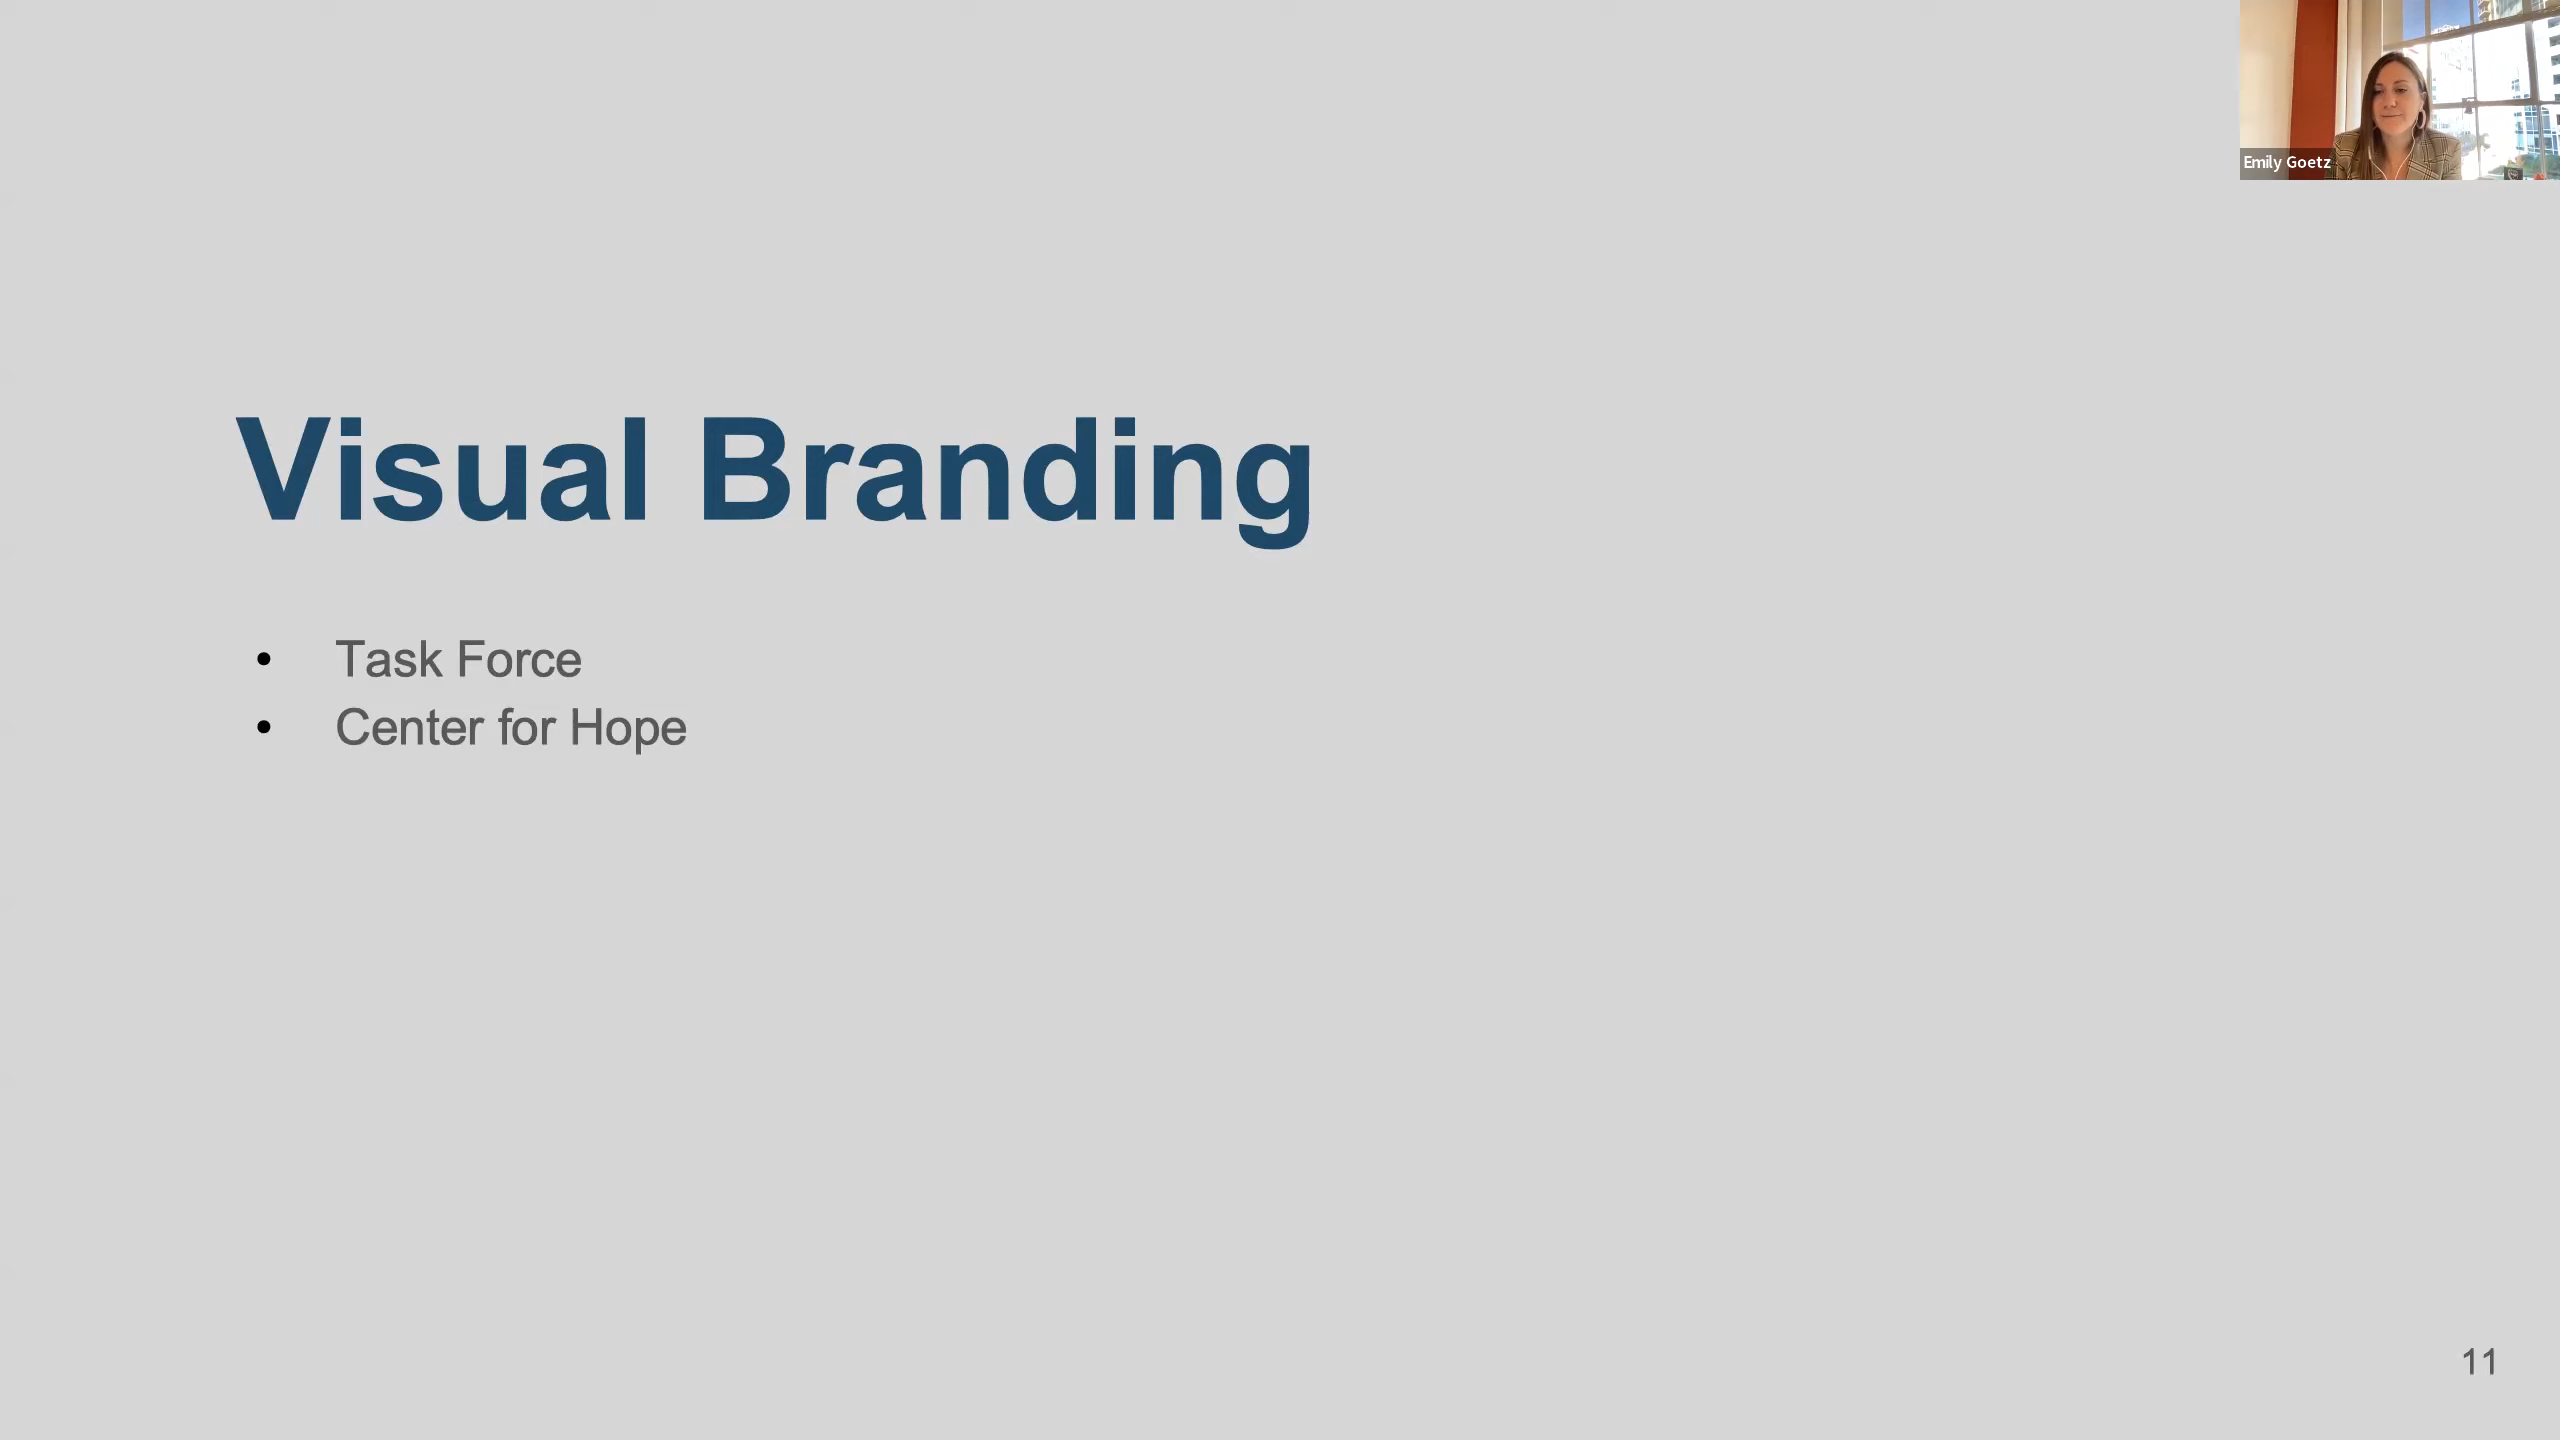 Emily Goetz
Visual Branding
• Task Force
• Center for Hope
11